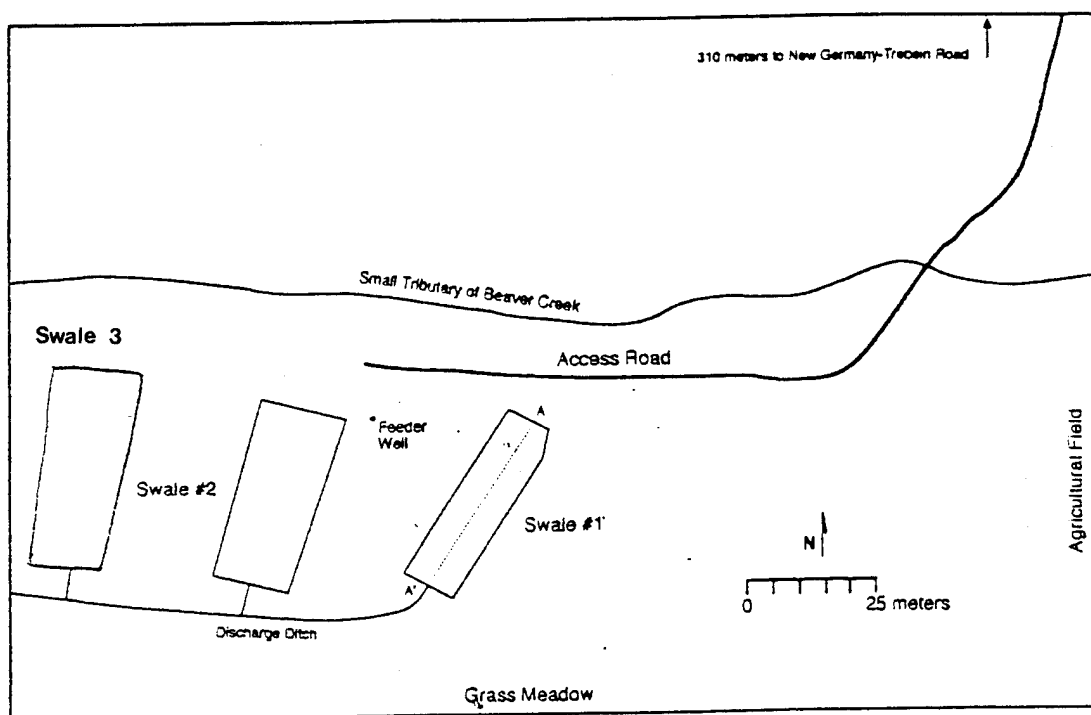 310 meters to New Germany-Trebein Road
Small Tributary of Beaver Creek
Swale 3
Access Road
A
Feeder
Well
Swale #2
Swale #1
Agricultural Field
N
A'
0 25 meters
Discharge Ditch
Grass Meadow